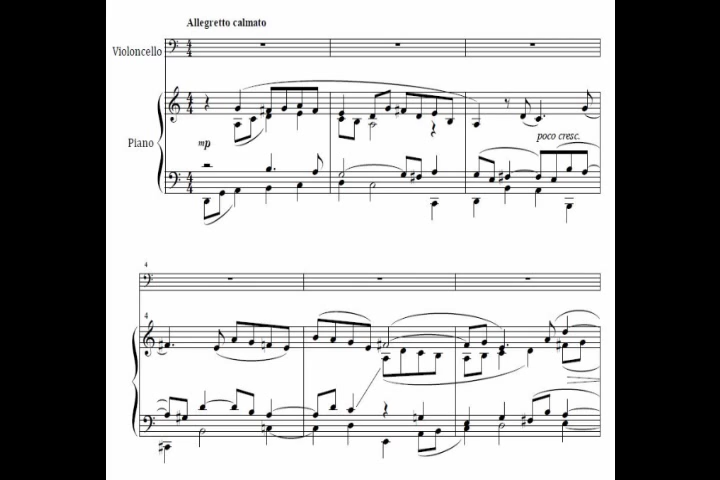 Allegretto calmato
Violoncello
Piano
mp
poco cresc.
4
4